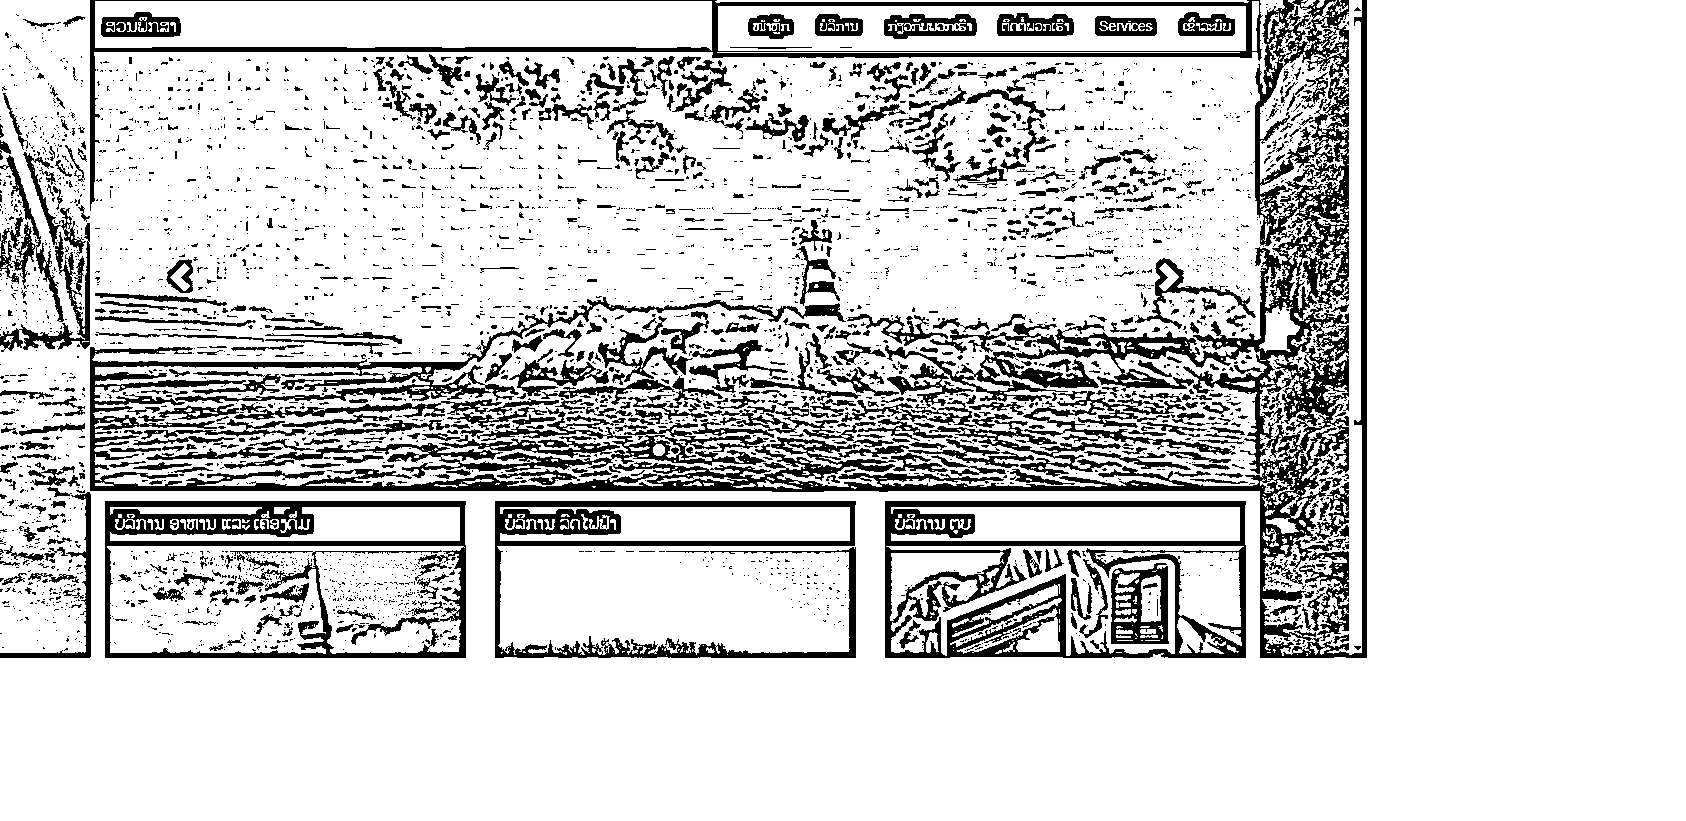 ສວນພຶກສາ
ໜ້າຫຼັກ ບໍລິການ ກ່ຽວກັບພວກເຮົາ ຕິດຕໍ່ພວກເຮົາ Services ເຂົ້າລະບົບ
ບໍລິການ ອາຫານ ແລະ ເຄື່ອງດື່ມ
ບໍລິການ ລົດໄຟຟ້າ
ບໍລິການ ຕູບ